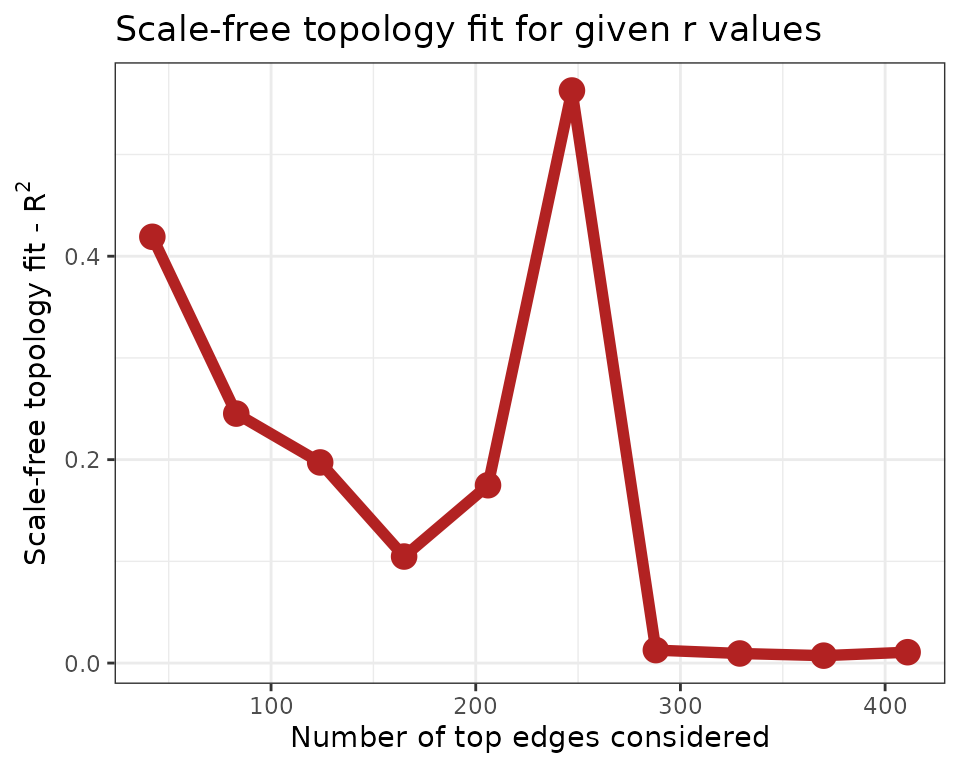 Scale-free topology fit for given r values
Scale-free topology fit - R²
0.4
0.2
0.0
100 200 300 400
Number of top edges considered